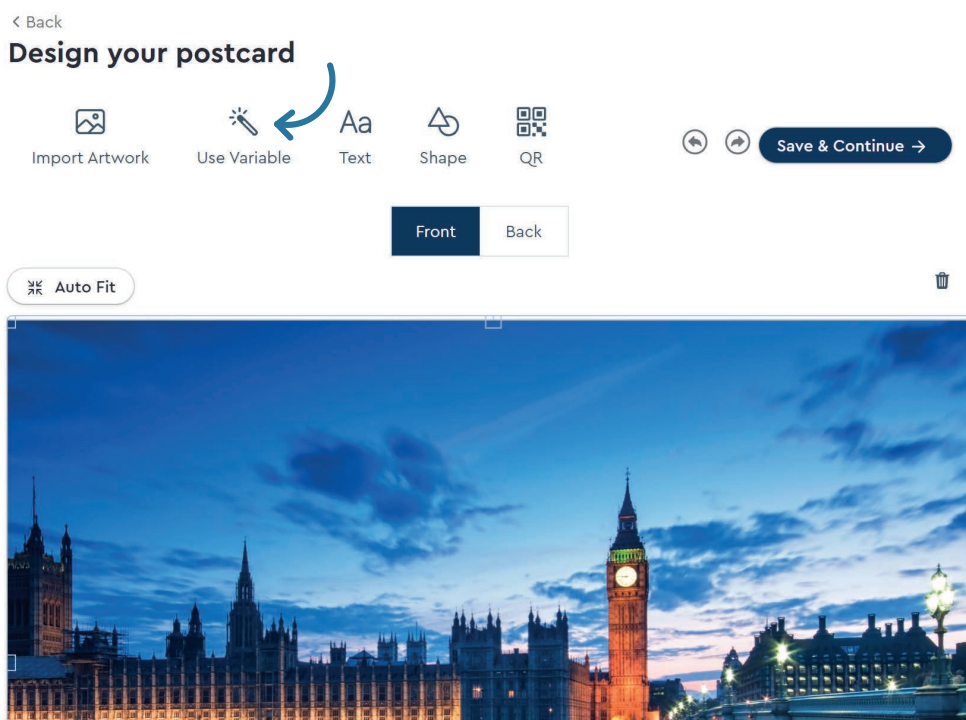 Back
Design your postcard
Import Artwork
Use Variable
Aa
Text
Shape
QR
Save & Continue →
Front
Back
Auto Fit